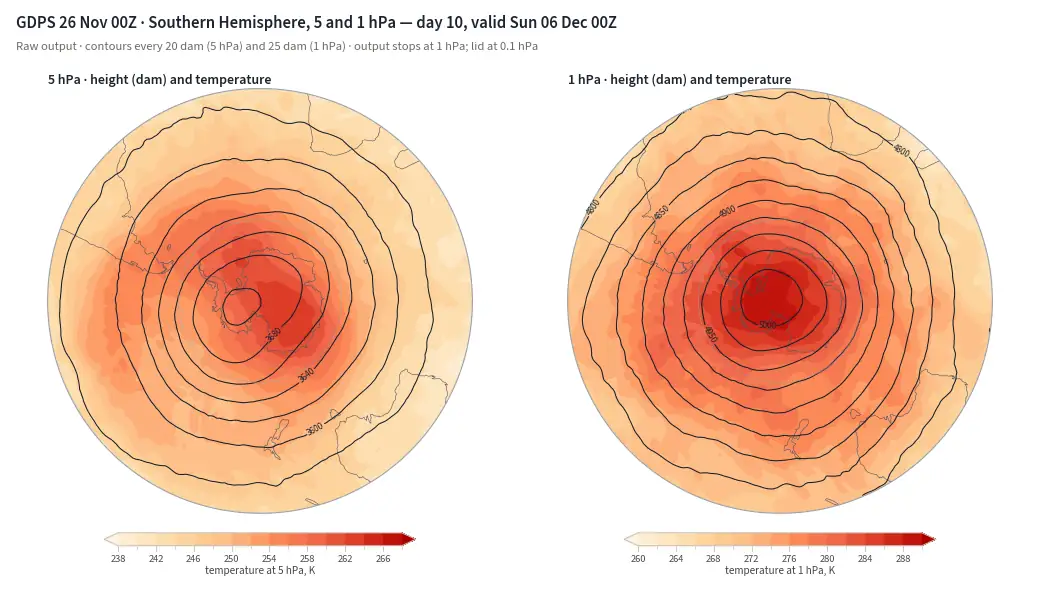 GDPS 26 Nov 00Z · Southern Hemisphere, 5 and 1 hPa — day 10, valid Sun 06 Dec 00Z
Raw output · contours every 20 dam (5 hPa) and 25 dam (1 hPa) · output stops at 1 hPa; lid at 0.1 hPa
5 hPa · height (dam) and temperature
3680
3640
3600
238 242 246 250 254 258 262 266
temperature at 5 hPa, K
1 hPa · height (dam) and temperature
4800
4800
4850
4900
5000
4950
260 264 268 272 276 280 284 288
temperature at 1 hPa, K